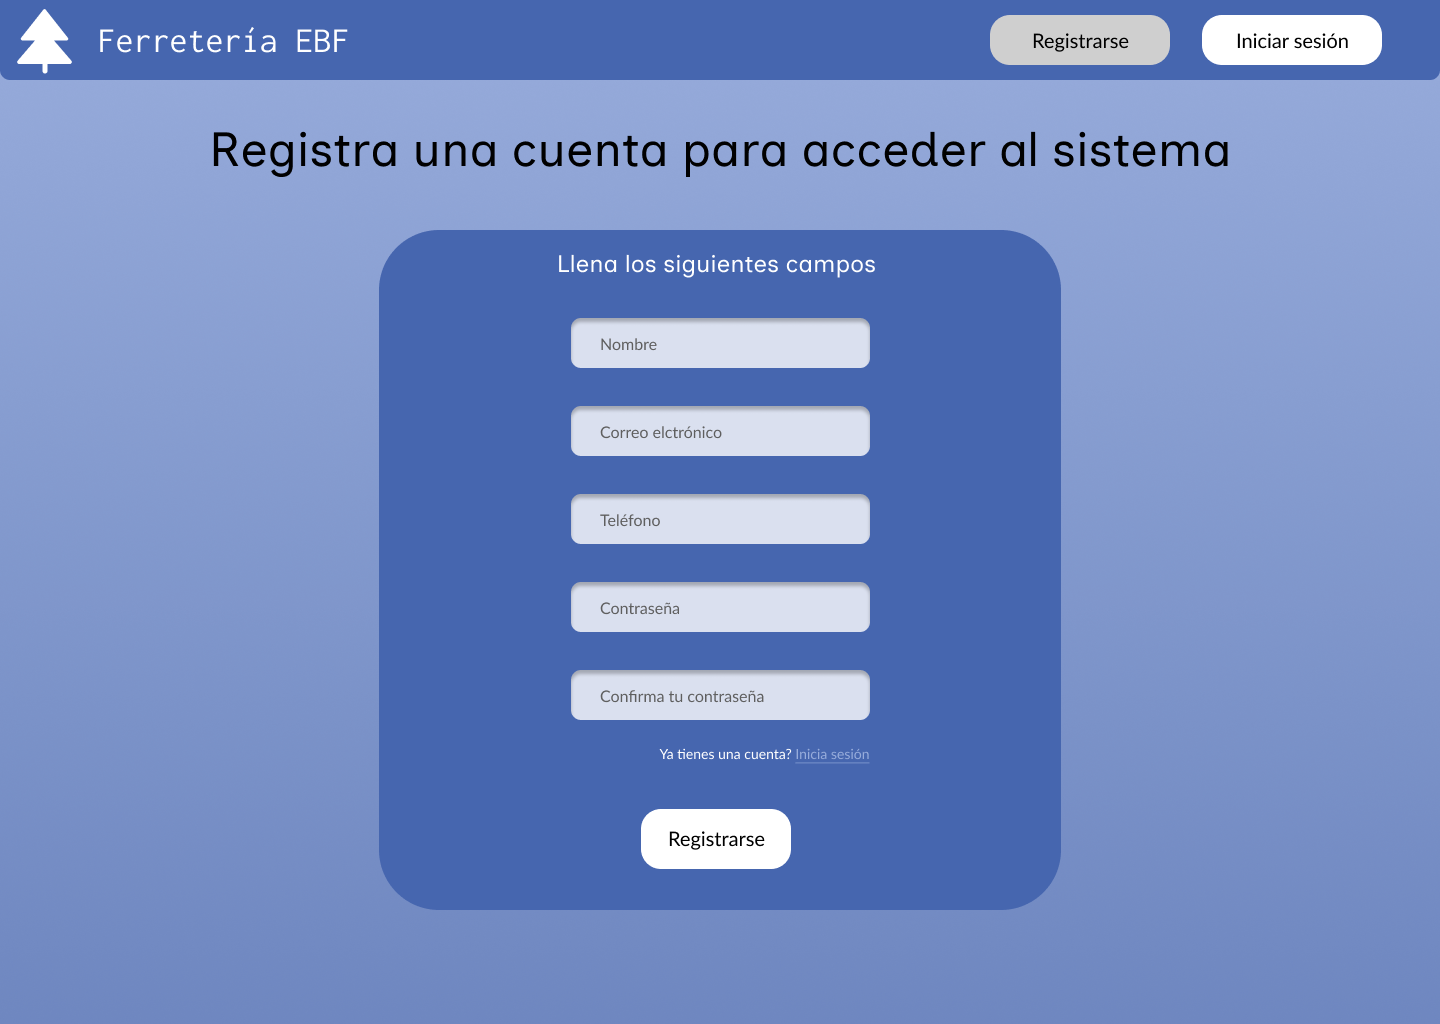 Ferretería EBF
Registrarse
Iniciar sesión
Registra una cuenta para acceder al sistema
Llena los siguientes campos
Nombre
Correo elctrónico
Teléfono
Contraseña
Confirma tu contraseña
Ya tienes una cuenta? Inicia sesión
Registrarse